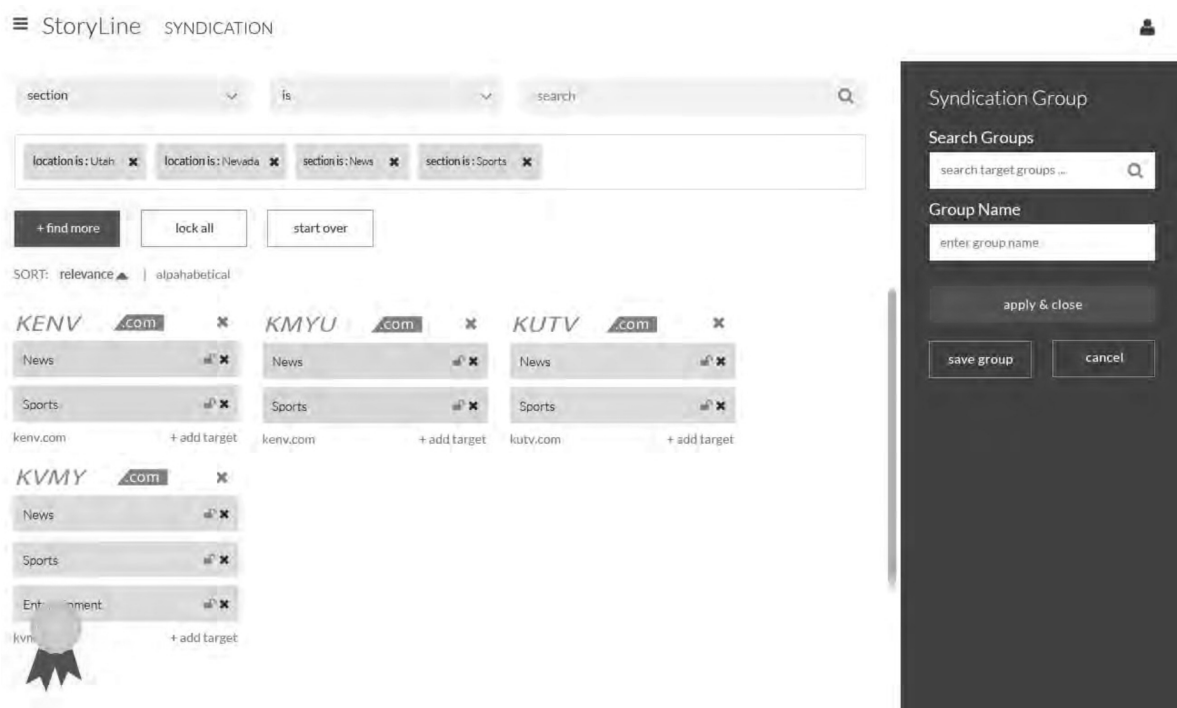 StoryLine SYNDICATION
section is search
location is : Utah location is : Nevada section is : News section is : Sports
+ find more lock all start over
SORT: relevance | alpahabetical
KENV .com KMYU .com KUTV .com
News News News
Sports Sports Sports
kenv.com + add target kenv.com + add target kutv.com + add target
KVMY .com
News
Sports
+ add target
Syndication Group
Search Groups
search target groups ...
Group Name
enter group name
apply & close
save group cancel